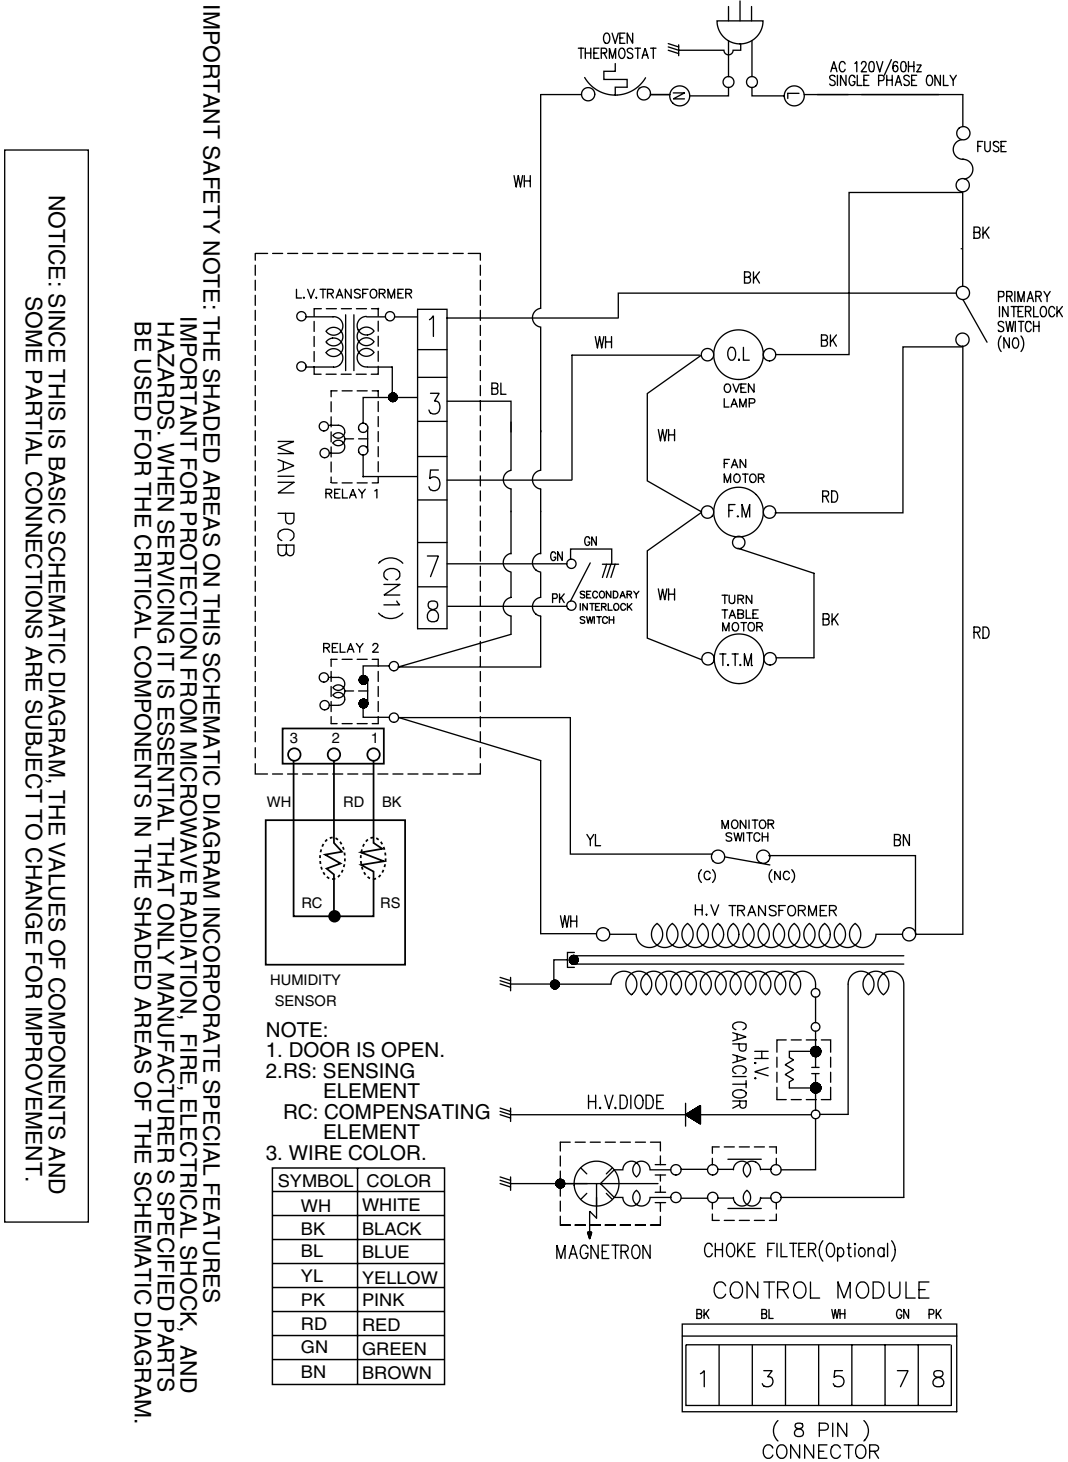 NOTICE: SINCE THIS IS BASIC SCHEMATIC DIAGRAM, THE VALUES OF COMPONENTS AND
SOME PARTIAL CONNECTIONS ARE SUBJECT TO CHANGE FOR IMPROVEMENT.
IMPORTANT SAFETY NOTE: THE SHADED AREAS ON THIS SCHEMATIC DIAGRAM INCORPORATE SPECIAL FEATURES
IMPORTANT FOR PROTECTION FROM MICROWAVE RADIATION, FIRE, ELECTRICAL SHOCK, AND
HAZARDS. WHEN SERVICING IT IS ESSENTIAL THAT ONLY MANUFACTURER S SPECIFIED PARTS
BE USED FOR THE CRITICAL COMPONENTS IN THE SHADED AREAS OF THE SCHEMATIC DIAGRAM.
OVEN
THERMOSTAT
N
L
AC 120V/60Hz
SINGLE PHASE ONLY
FUSE
WH
BK
BK
PRIMARY
INTERLOCK
SWITCH
(NO)
L.V.TRANSFORMER
1
3
5
7
8
BL
WH
O.L
OVEN
LAMP
BK
WH
FAN
MOTOR
F.M
RD
RELAY 1
MAIN PCB
(CN1)
GN
GN
PK
SECONDARY
INTERLOCK
SWITCH
WH
TURN
TABLE
MOTOR
T.T.M
BK
RD
RELAY 2
3 2 1
WH RD BK
RC RS
HUMIDITY
SENSOR
YL
MONITOR
SWITCH
(C) (NC)
BN
WH
H.V TRANSFORMER
H.V.
CAPACITOR
H.V.DIODE
MAGNETRON
CHOKE FILTER(Optional)
NOTE:
1. DOOR IS OPEN.
2.RS: SENSING
ELEMENT
RC: COMPENSATING
ELEMENT
3. WIRE COLOR.
SYMBOL COLOR
WH WHITE
BK BLACK
BL BLUE
YL YELLOW
PK PINK
RD RED
GN GREEN
BN BROWN
CONTROL MODULE
BK BL WH GN PK
1 3 5 7 8
( 8 PIN )
CONNECTOR